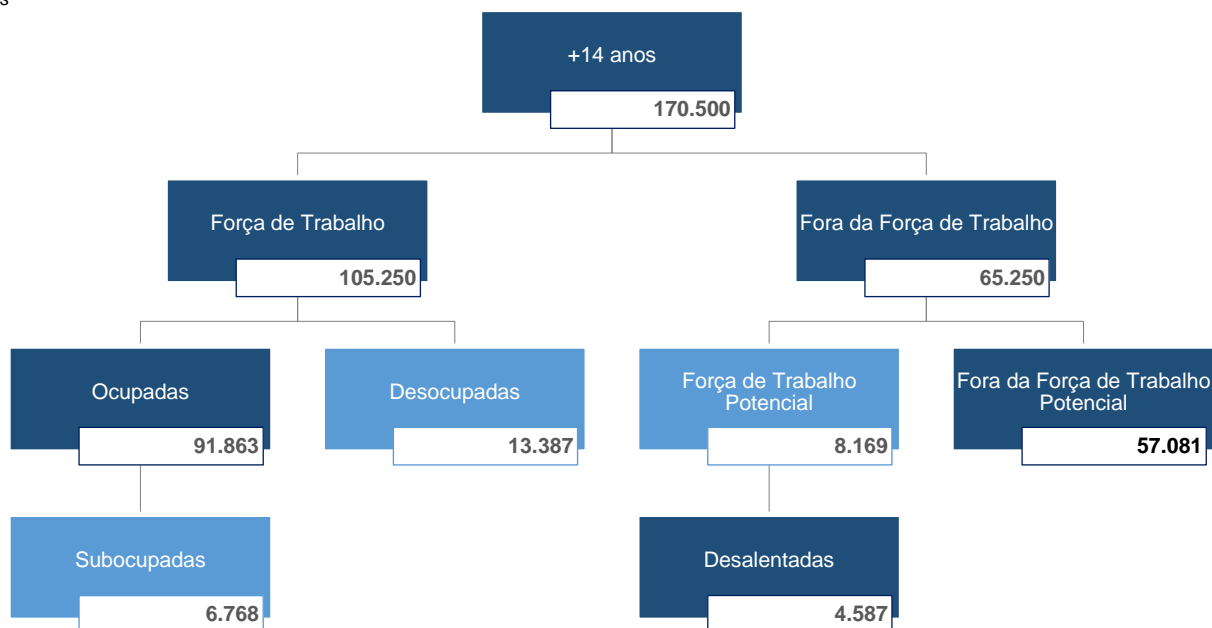 s
+14 anos
170.500
Força de Trabalho
105.250
Fora da Força de Trabalho
65.250
Ocupadas
91.863
Desocupadas
13.387
Força de Trabalho
Potencial
8.169
Fora da Força de Trabalho
Potencial
57.081
Subocupadas
6.768
Desalentadas
4.587